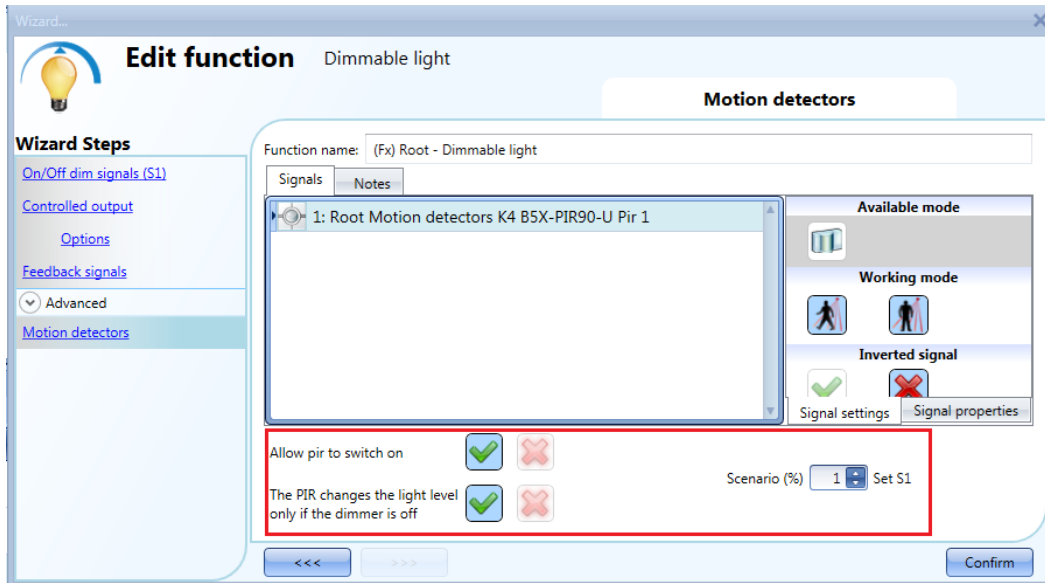 Wizard...
Edit function Dimmable light
Motion detectors
Wizard Steps
On/Off dim signals (S1)
Controlled output
Options
Feedback signals
Advanced
Motion detectors
Function name: (Fx) Root - Dimmable light
Signals Notes
1: Root Motion detectors K4 B5X-PIR90-U Pir 1
Available mode
Working mode
Inverted signal
Signal settings Signal properties
Allow pir to switch on
The PIR changes the light level
only if the dimmer is off
Scenario (%) 1 Set S1
<<< >>> Confirm